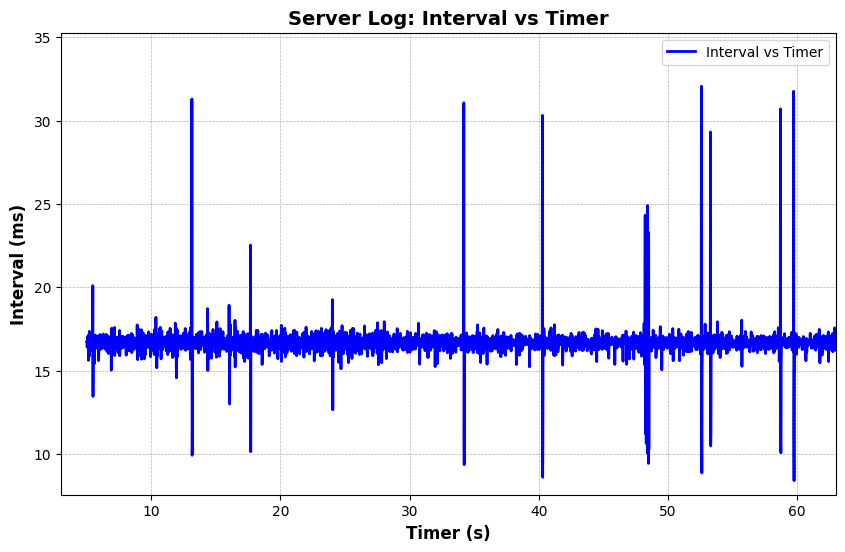 Server Log: Interval vs Timer
Interval vs Timer
35
30
25
20
15
10
Interval (ms)
10 20 30 40 50 60
Timer (s)